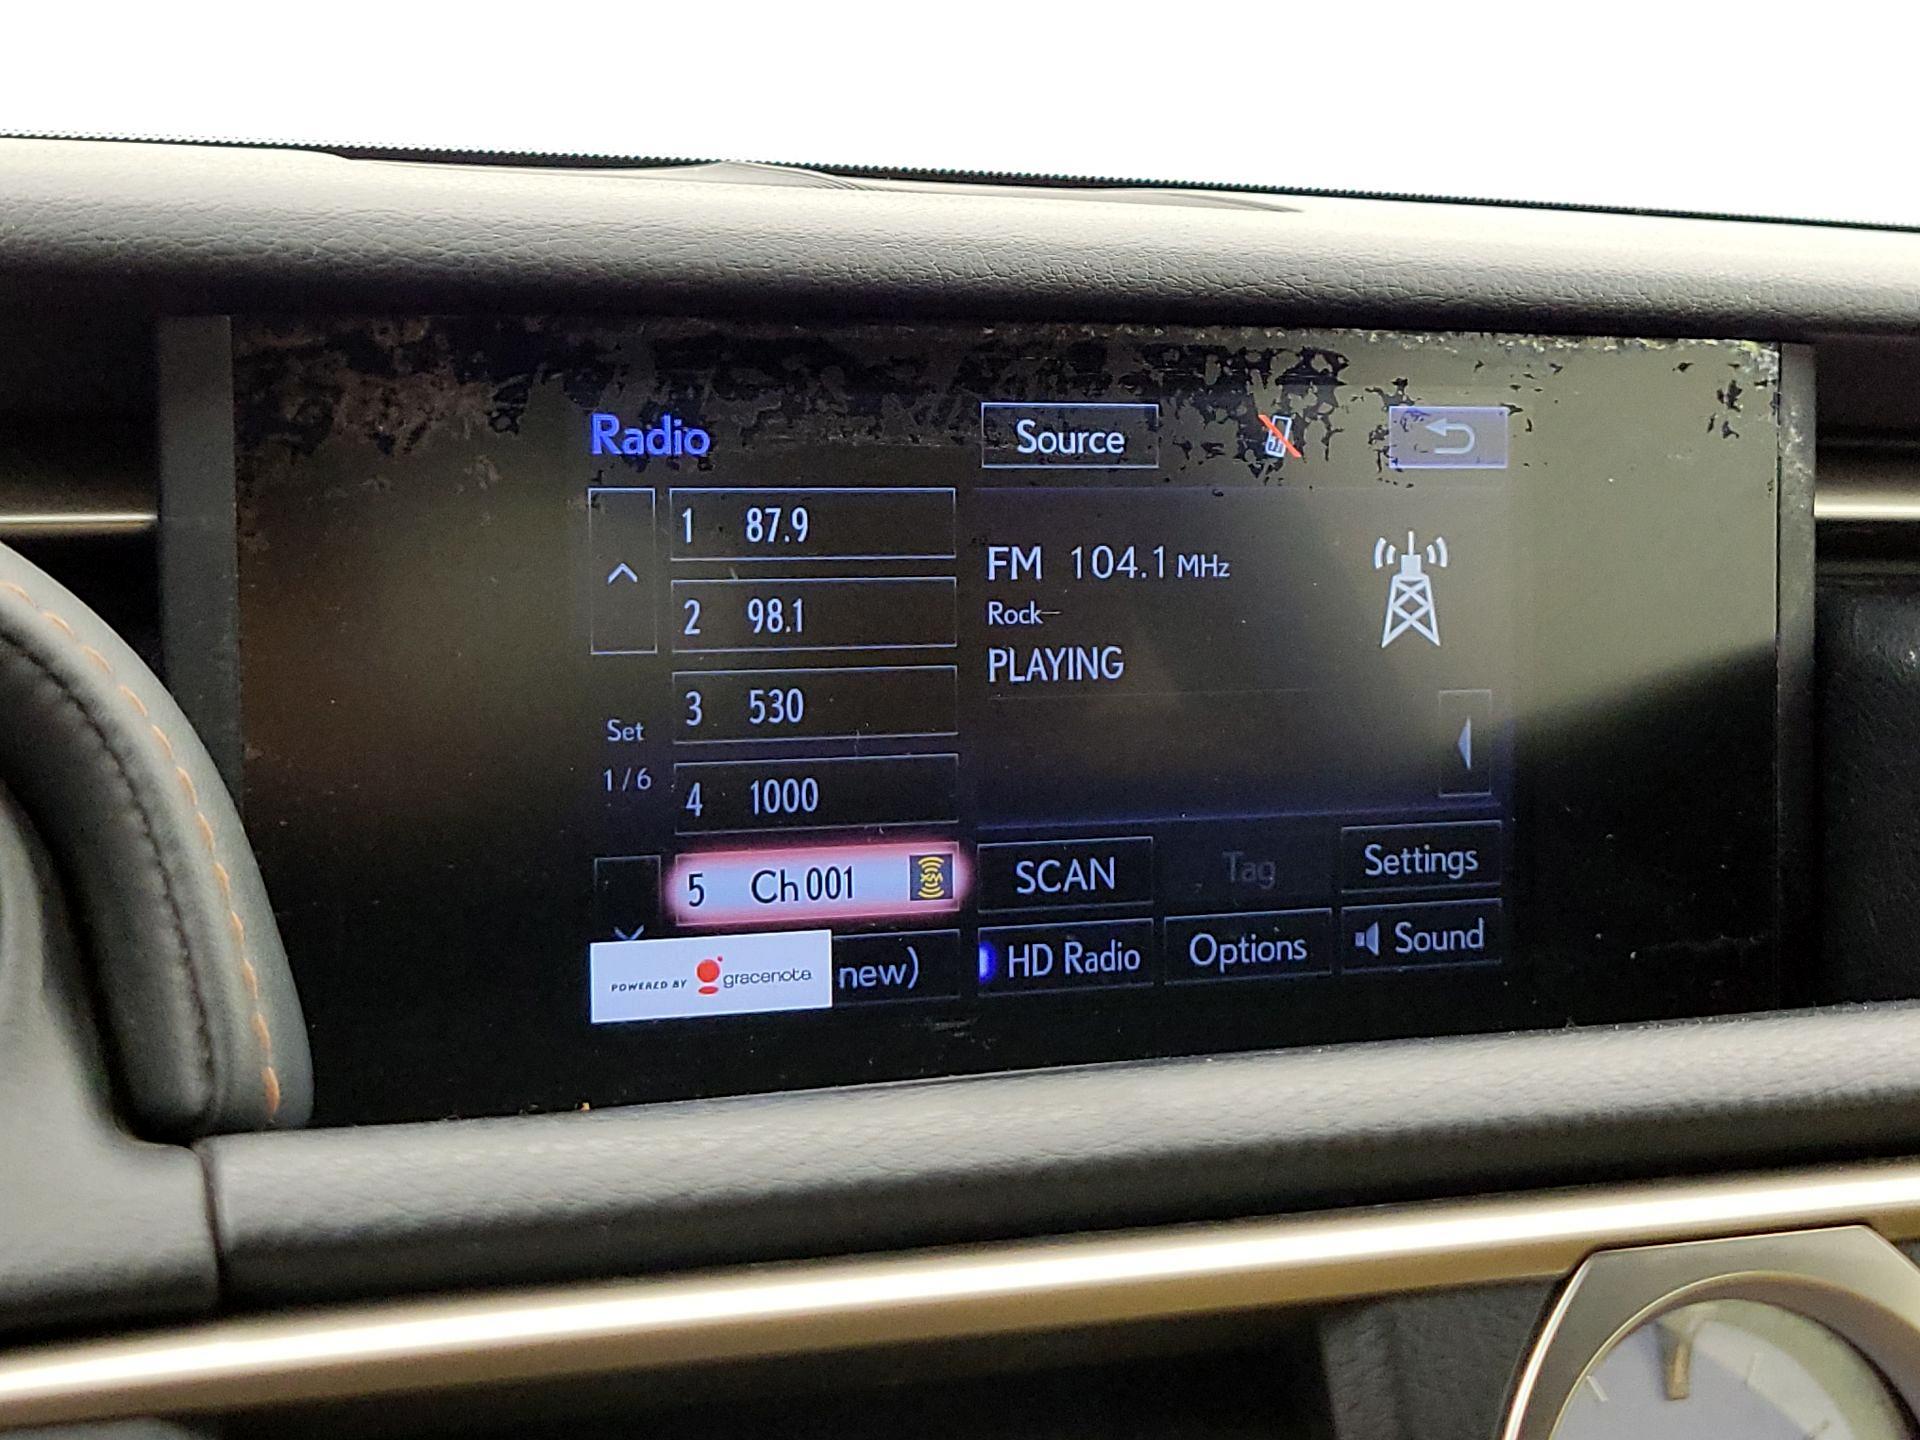 Radio
Source
1 87.9
2 98.1
3 530
4 1000
5 Ch 001
XM
Set
1 / 6
POWERED BY gracenote
new)
FM 104.1 MHz
Rock
PLAYING
SCAN
Tag
Settings
HD Radio
Options
Sound